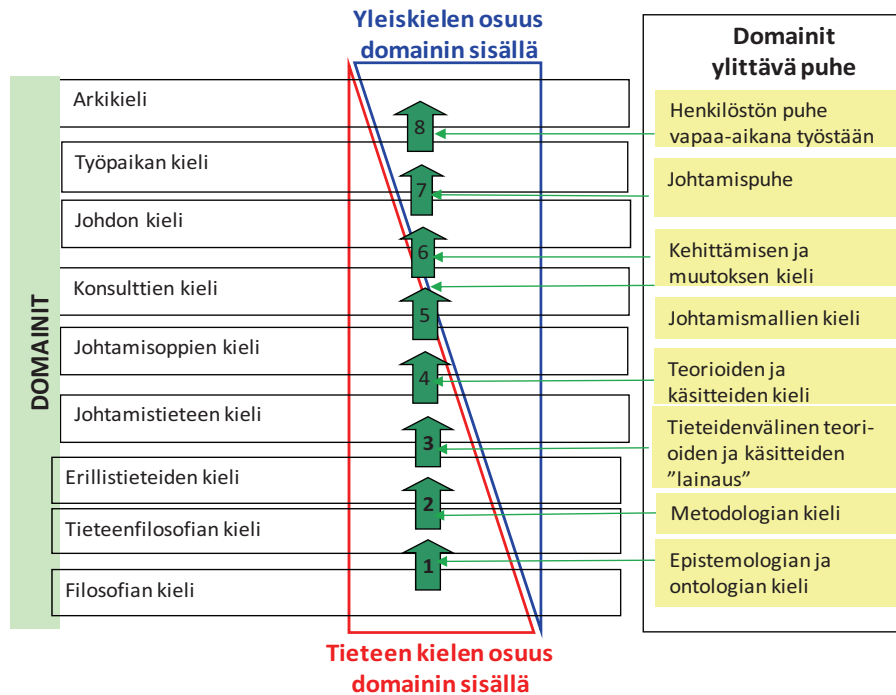 Yleiskielen osuus
domainin sisällä
Domainit
ylittävä puhe
DOMAINIT
Arkikieli
8
Henkilöstön puhe
vapaa-aikana työstään
Työpaikan kieli
7
Johtamispuhe
Johdon kieli
6
Kehittämisen ja
muutoksen kieli
Konsulttien kieli
5
Johtamismallien kieli
Johtamisoppien kieli
4
Teorioiden ja
käsitteiden kieli
Johtamistieteen kieli
3
Tieteidenvälinen teori-
oiden ja käsitteiden
”lainaus”
Erillistieteiden kieli
2
Metodologian kieli
Tieteenfilosofian kieli
1
Epistemologian ja
ontologian kieli
Filosofian kieli
Tieteen kielen osuus
domainin sisällä